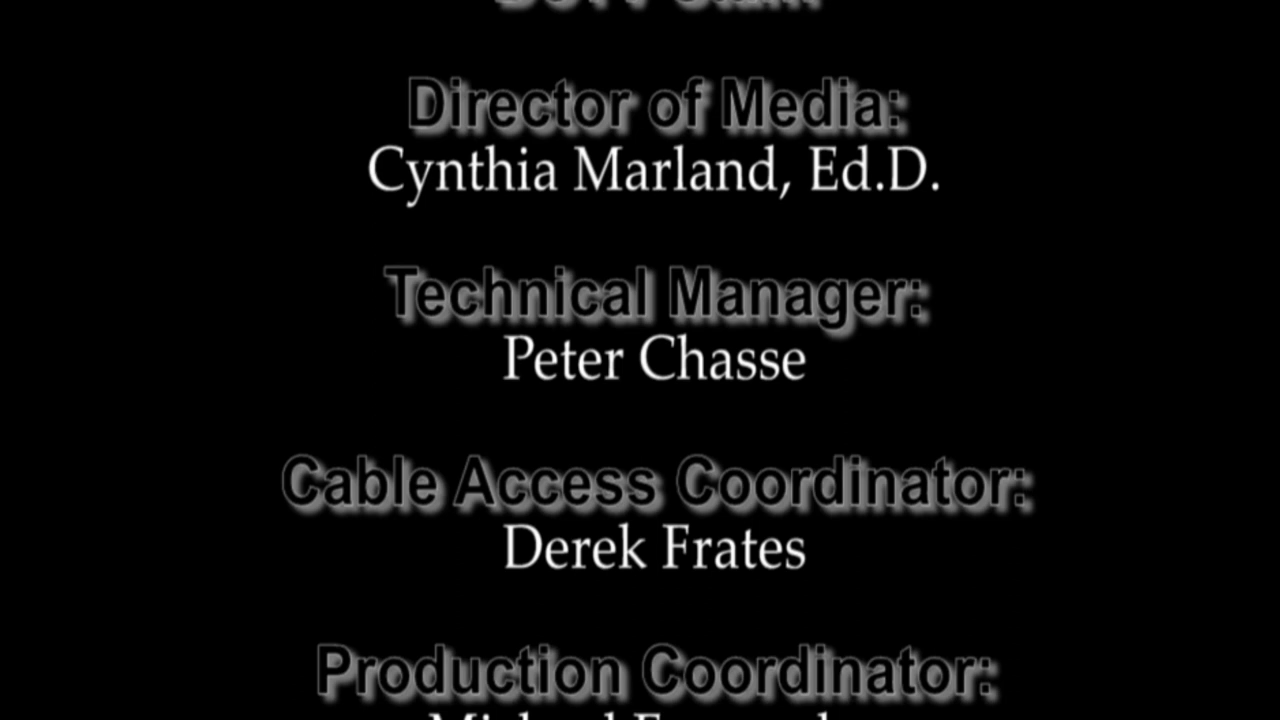 Director of Media:
Cynthia Marland, Ed.D.
Technical Manager:
Peter Chasse
Cable Access Coordinator:
Derek Frates
Production Coordinator: